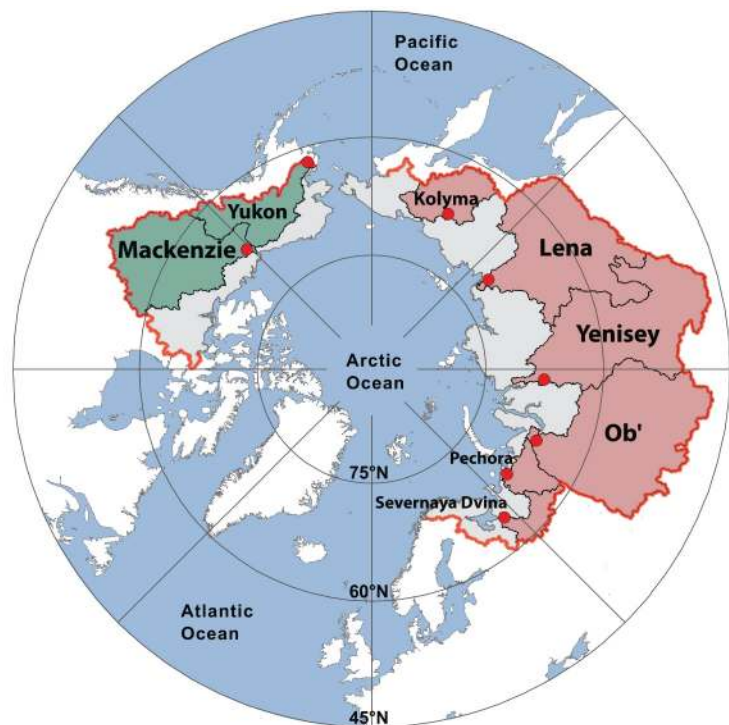 Pacific
Ocean
Kolyma
Yukon
Mackenzie
Lena
Yenisey
Arctic
Ocean
Ob'
Pechora
75°N
Severnaya Dvina
60°N
Atlantic
Ocean
45°N